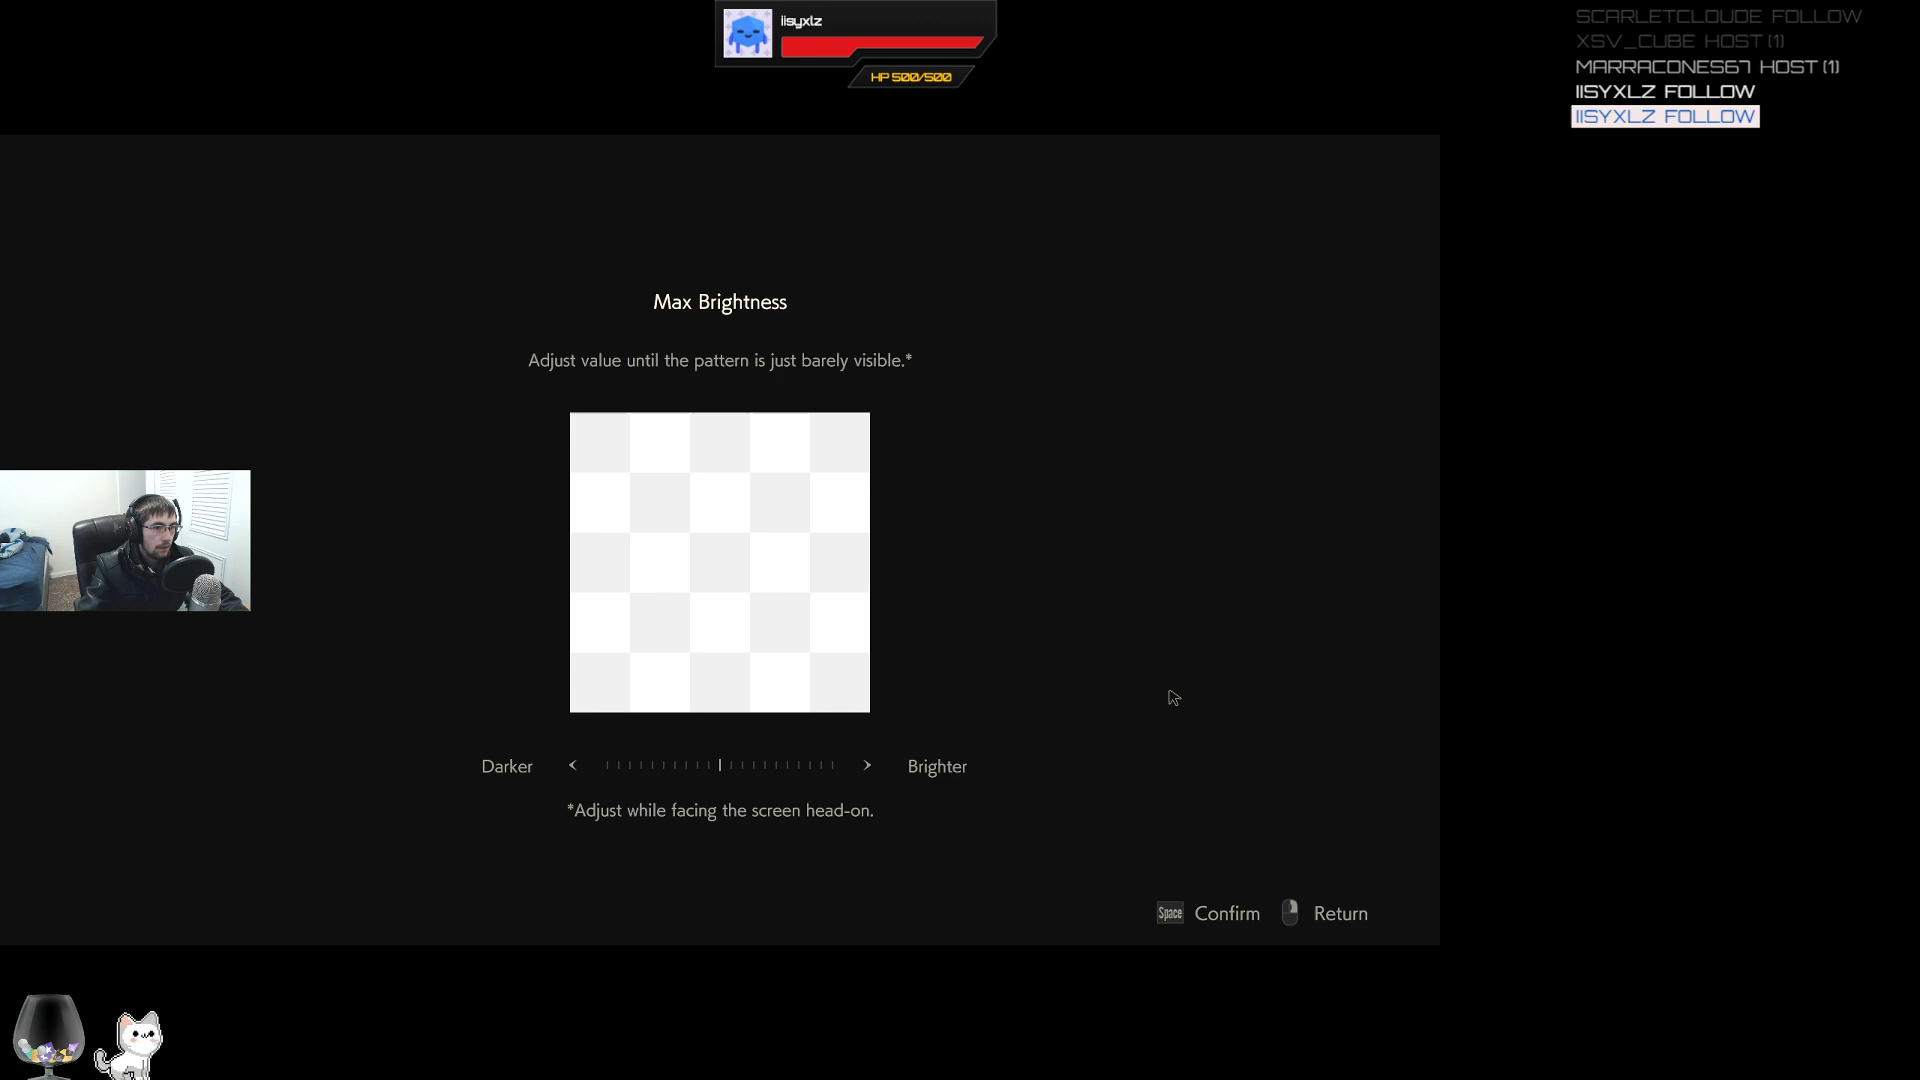 iisyxlz
HP 500/500
SCARLETCLOUDE FOLLOW
XSV_CUBE HOST (1)
MARRACONES67 HOST (1)
IISYXLZ FOLLOW
IISYXLZ FOLLOW
Max Brightness
Adjust value until the pattern is just barely visible.*
Darker
Brighter
*Adjust while facing the screen head-on.
Space Confirm Return